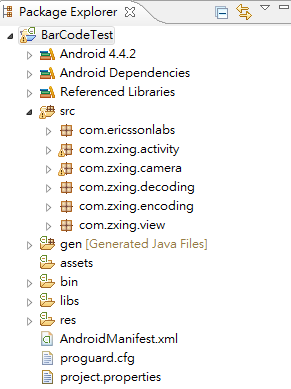 Package Explorer
BarCodeTest
Android 4.4.2
Android Dependencies
Referenced Libraries
src
com.ericssonlabs
com.zxing.activity
com.zxing.camera
com.zxing.decoding
com.zxing.encoding
com.zxing.view
gen [Generated Java Files]
assets
bin
libs
res
AndroidManifest.xml
proguard.cfg
project.properties